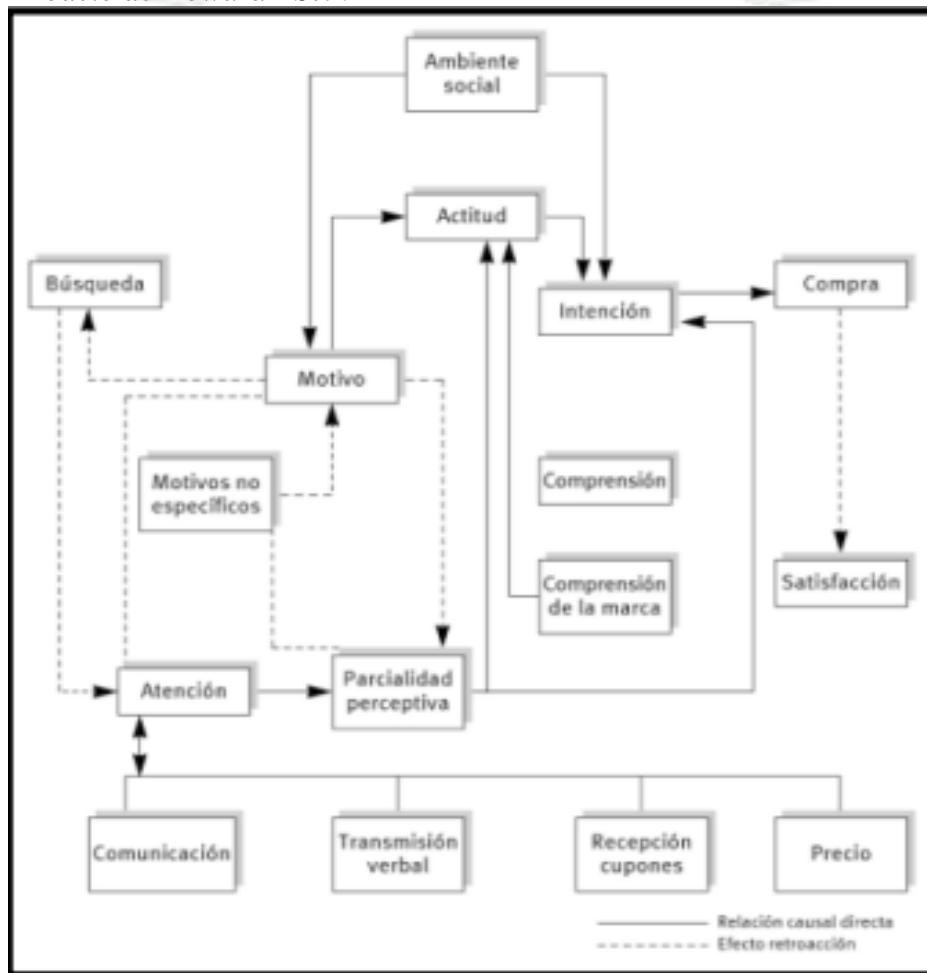 Ambiente
social
Actitud
Búsqueda
Compra
Intención
Motivo
Motivos no
específicos
Comprensión
Comprensión
de la marca
Satisfacción
Atención
Parcialidad
perceptiva
Comunicación
Transmisión
verbal
Recepción
cupones
Precio
Relación causal directa
Efecto retroacción